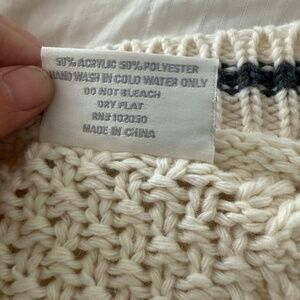 50% ACRYLIC 50% POLYESTER
HAND WASH IN COLD WATER ONLY
DO NOT BLEACH
DRY FLAT
RN# 102030
MADE IN CHINA